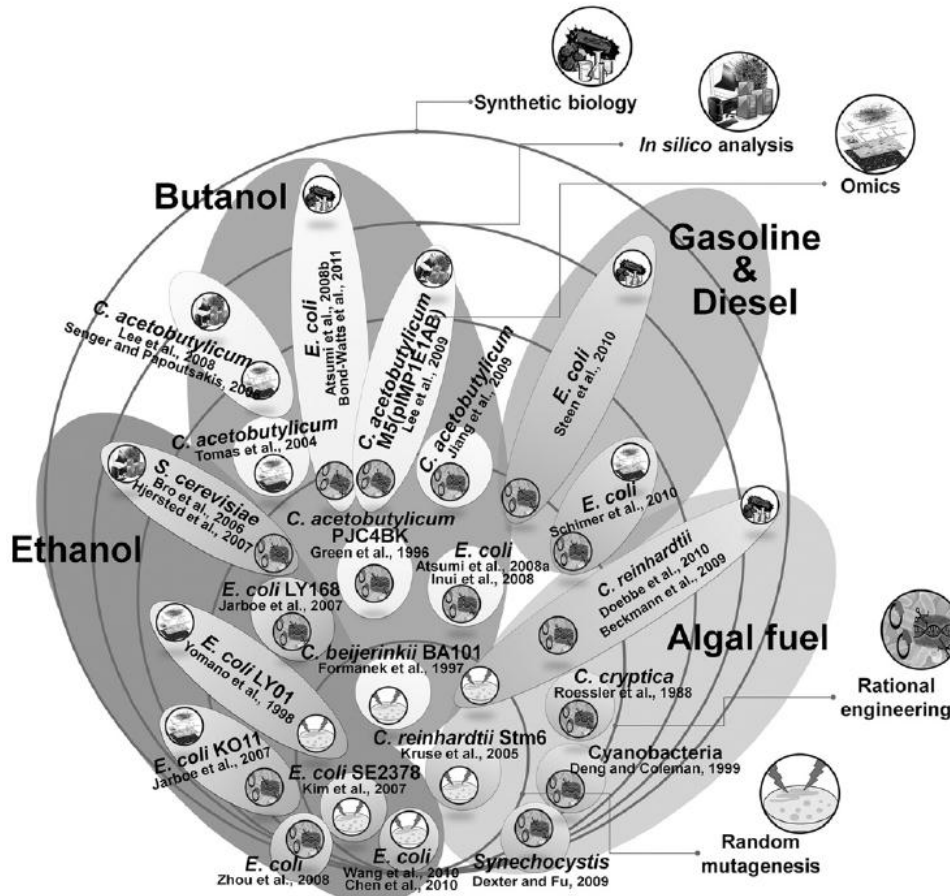 Synthetic biology
In silico analysis
Omics
Butanol
Gasoline
&
Diesel
E. coli
Atsumi et al., 2008b
Bond-Watts et al., 2011
C. acetobutylicum
M5(pIMP1E1AB)
Lee et al., 2009
C. acetobutylicum
Lee et al., 2008
Senger and Papoutsakis,
C. acetobutylicum
Jiang et al., 2009
E. coli
Steen et al., 2010
C. acetobutylicum
Tomas et al., 2004
S. cerevisiae
Bro et al., 2006
Hjersted et al., 2007
Ethanol
C. acetobutylicum
PJC4BK
Green et al., 1996
E. coli
Atsumi et al., 2008a
Inui et al., 2008
E. coli
Schirner et al., 2010
C. reinhardtii
Doebbe et al., 2010
Beckmann et al., 2009
E. coli LY168
Jarboe et al., 2007
Algal fuel
Rational
engineering
E. coli LY01
Yomano et al., 1998
C. beijerinkii BA101
Formanek et al., 1997
C. cryptica
Roessler et al., 1988
E. coli KO11
Jarboe et al., 2007
E. coli SE2378
Kim et al., 2007
C. reinhardtii Stm6
Kruse et al., 2005
Cyanobacteria
Deng and Coleman, 1999
Random
mutagenesis
E. coli
Zhou et al., 2008
E. coli
Wang et al., 2010
Chen et al., 2010
Synechocystis
Dexter and Fu, 2009